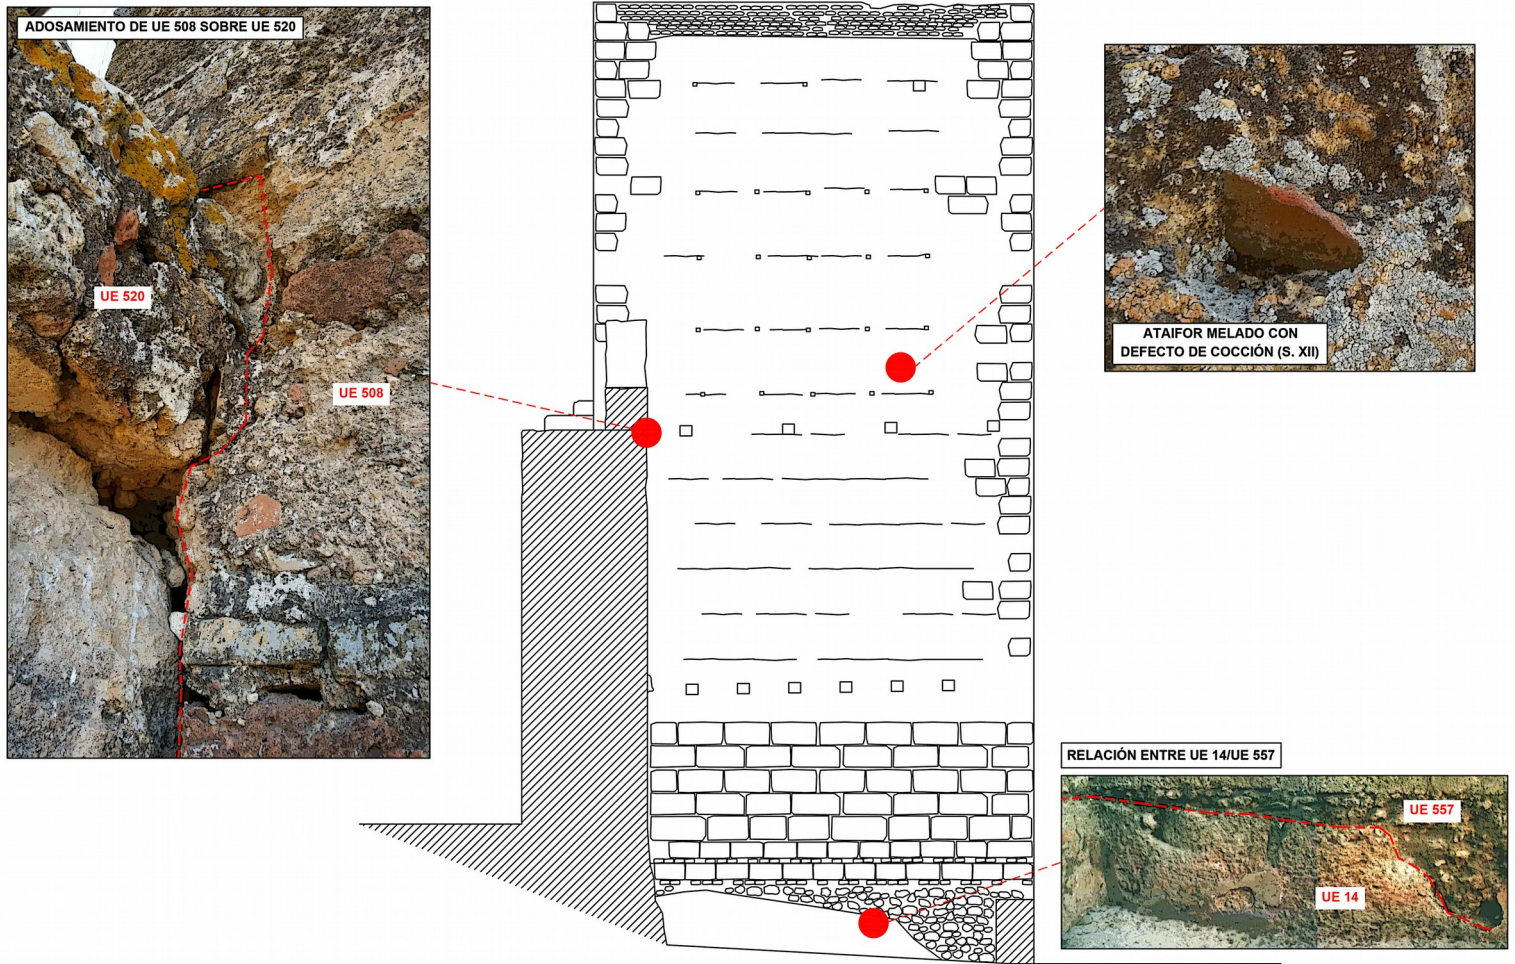 ADOSAMIENTO DE UE 508 SOBRE UE 520
UE 520
UE 508
ATAIFOR MELADO CON
DEFECTO DE COCCIÓN (S. XII)
RELACIÓN ENTRE UE 14/UE 557
UE 557
UE 14